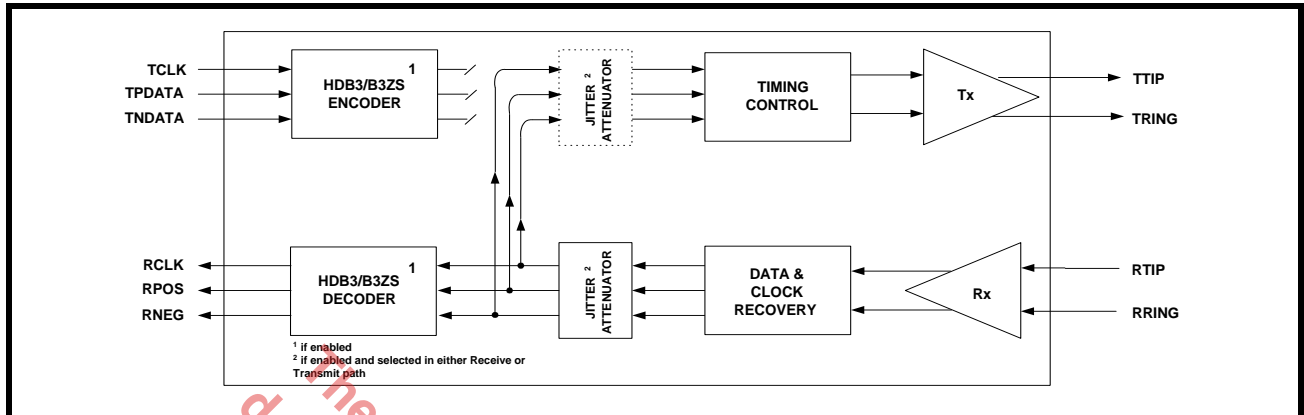 TCLK
TPDATA
TNDATA
HDB3/B3ZS 1
ENCODER
JITTER 2
ATTENUATOR
TIMING
CONTROL
Tx
TTIP
TRING
RCLK
RPOS
RNEG
HDB3/B3ZS 1
DECODER
JITTER 2
ATTENUATOR
DATA &
CLOCK
RECOVERY
Rx
RTIP
RRING
1 if enabled
2 if enabled and selected in either Receive or
Transmit path
The